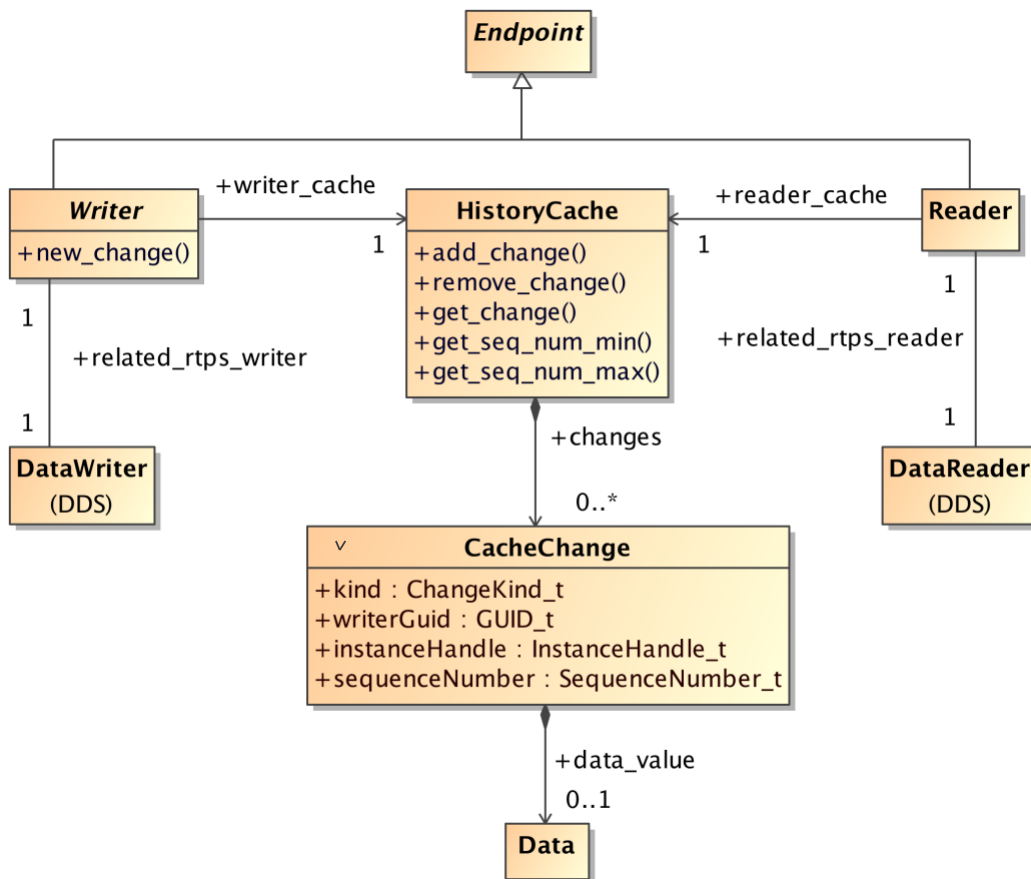 Endpoint
+writer_cache
+reader_cache
Writer
+new_change()
1
HistoryCache
+add_change()
+remove_change()
+get_change()
+get_seq_num_min()
+get_seq_num_max()
1
Reader
1
+related_rtps_writer
1
1
+related_rtps_reader
1
+changes
0..*
DataWriter
(DDS)
DataReader
(DDS)
v
CacheChange
+kind : ChangeKind_t
+writerGuid : GUID_t
+instanceHandle : InstanceHandle_t
+sequenceNumber : SequenceNumber_t
+data_value
0..1
Data